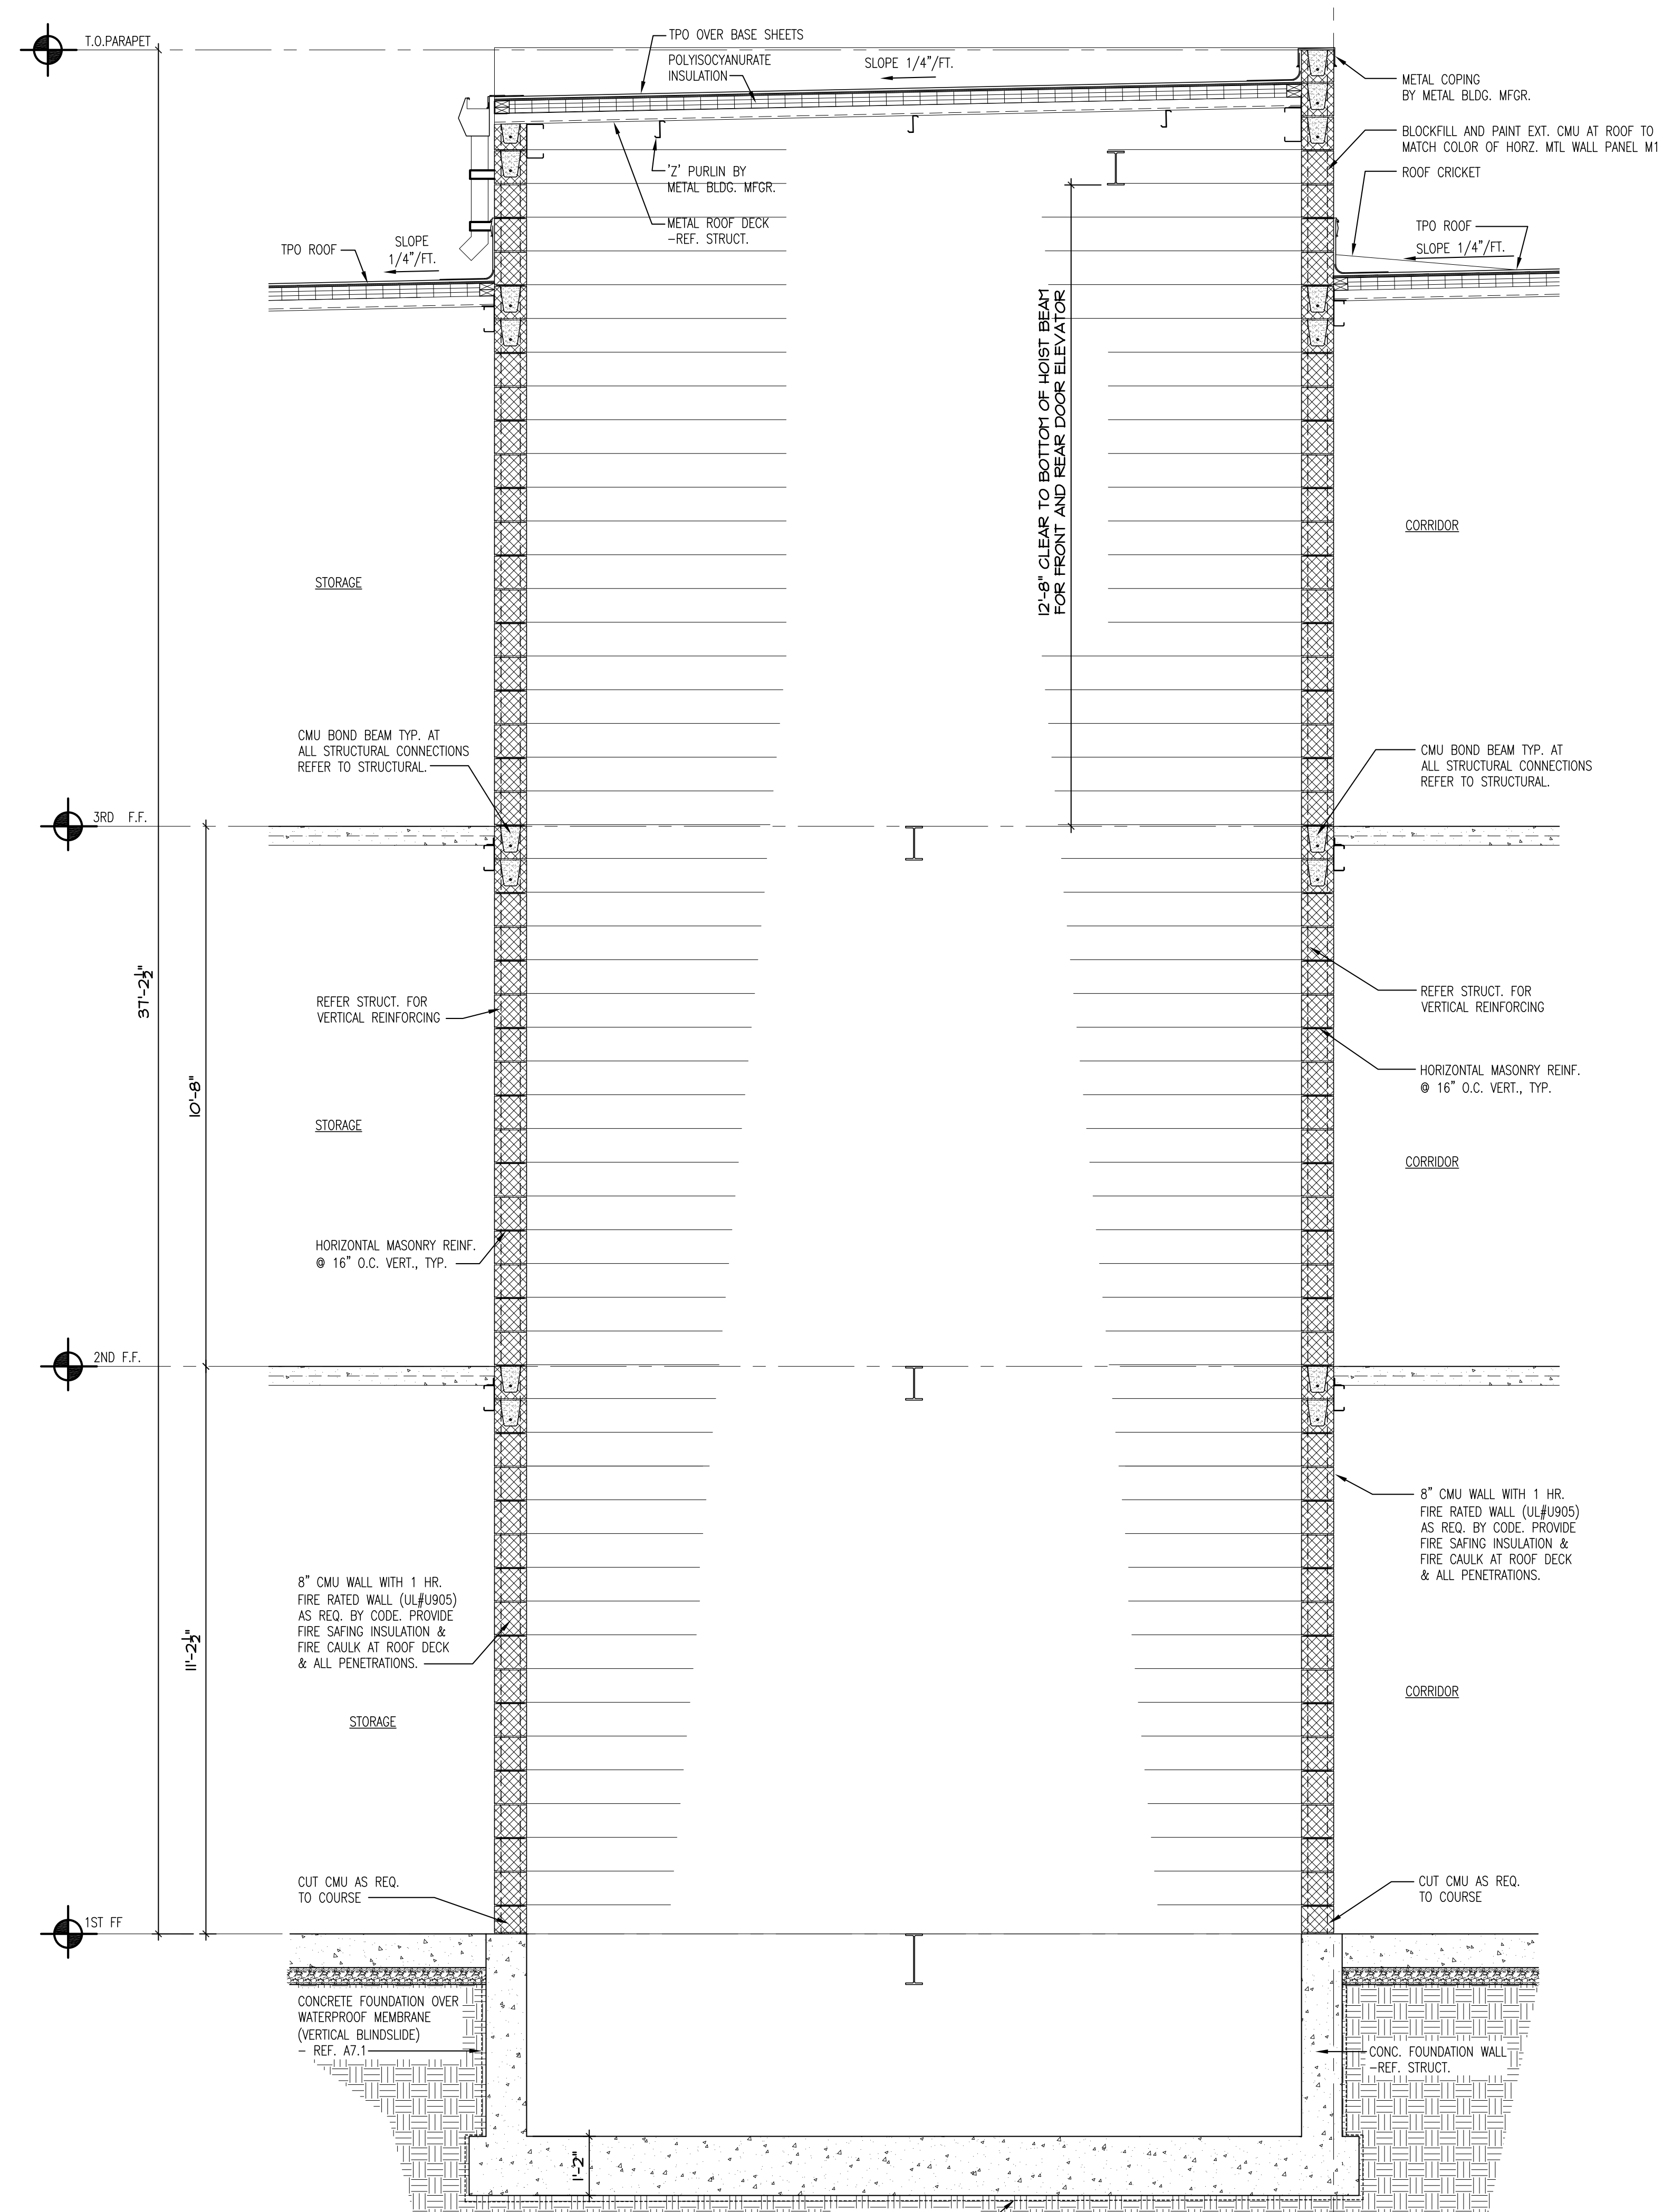 T.O.PARAPET
TPO OVER BASE SHEETS
POLYISOCYANURATE
INSULATION
SLOPE 1/4"/FT.
METAL COPING
BY METAL BLDG. MFGR.
BLOCKFILL AND PAINT EXT. CMU AT ROOF TO
MATCH COLOR OF HORZ. MTL WALL PANEL M1
'Z' PURLIN BY
METAL BLDG. MFGR.
ROOF CRICKET
METAL ROOF DECK
-REF. STRUCT.
TPO ROOF
SLOPE
1/4"/FT.
TPO ROOF
SLOPE 1/4"/FT.
12'-8" CLEAR TO BOTTOM OF HOIST BEAM
FOR FRONT AND REAR DOOR ELEVATOR
CORRIDOR
STORAGE
CMU BOND BEAM TYP. AT
ALL STRUCTURAL CONNECTIONS
REFER TO STRUCTURAL.
CMU BOND BEAM TYP. AT
ALL STRUCTURAL CONNECTIONS
REFER TO STRUCTURAL.
3RD F.F.
37'-2½"
REFER STRUCT. FOR
VERTICAL REINFORCING
REFER STRUCT. FOR
VERTICAL REINFORCING
10'-8"
HORIZONTAL MASONRY REINF.
@ 16" O.C. VERT., TYP.
STORAGE
CORRIDOR
HORIZONTAL MASONRY REINF.
@ 16" O.C. VERT., TYP.
2ND F.F.
8" CMU WALL WITH 1 HR.
FIRE RATED WALL (UL#U905)
AS REQ. BY CODE. PROVIDE
FIRE SAFING INSULATION &
FIRE CAULK AT ROOF DECK
& ALL PENETRATIONS.
8" CMU WALL WITH 1 HR.
FIRE RATED WALL (UL#U905)
AS REQ. BY CODE. PROVIDE
FIRE SAFING INSULATION &
FIRE CAULK AT ROOF DECK
& ALL PENETRATIONS.
11'-2½"
CORRIDOR
STORAGE
CUT CMU AS REQ.
TO COURSE
CUT CMU AS REQ.
TO COURSE
1ST FF
CONCRETE FOUNDATION OVER
WATERPROOF MEMBRANE
(VERTICAL BLINDSLIDE)
- REF. A7.1
CONC. FOUNDATION WALL
-REF. STRUCT.
1'-2"